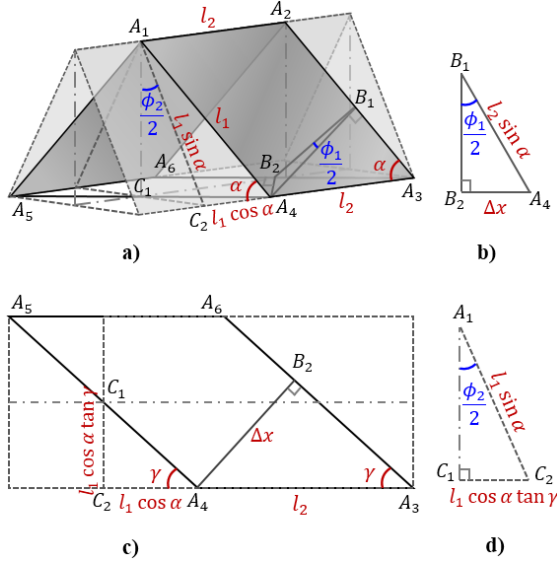 A₁
A₂
l₂
ϕ₂
2
l₁ sin α
l₁
B₁
A₆
B₂
ϕ₁
2
α
α
A₅
C₁
C₂
l₁ cos α
A₄
l₂
A₃
a)
B₁
ϕ₁
2
l₂ sin α
B₂
Δx
A₄
b)
A₅
A₆
B₂
C₁
l₁ cos α tan γ
Δx
γ
γ
C₂
l₁ cos α
A₄
l₂
A₃
c)
A₁
ϕ₂
2
l₁ sin α
C₁
C₂
l₁ cos α tan γ
d)